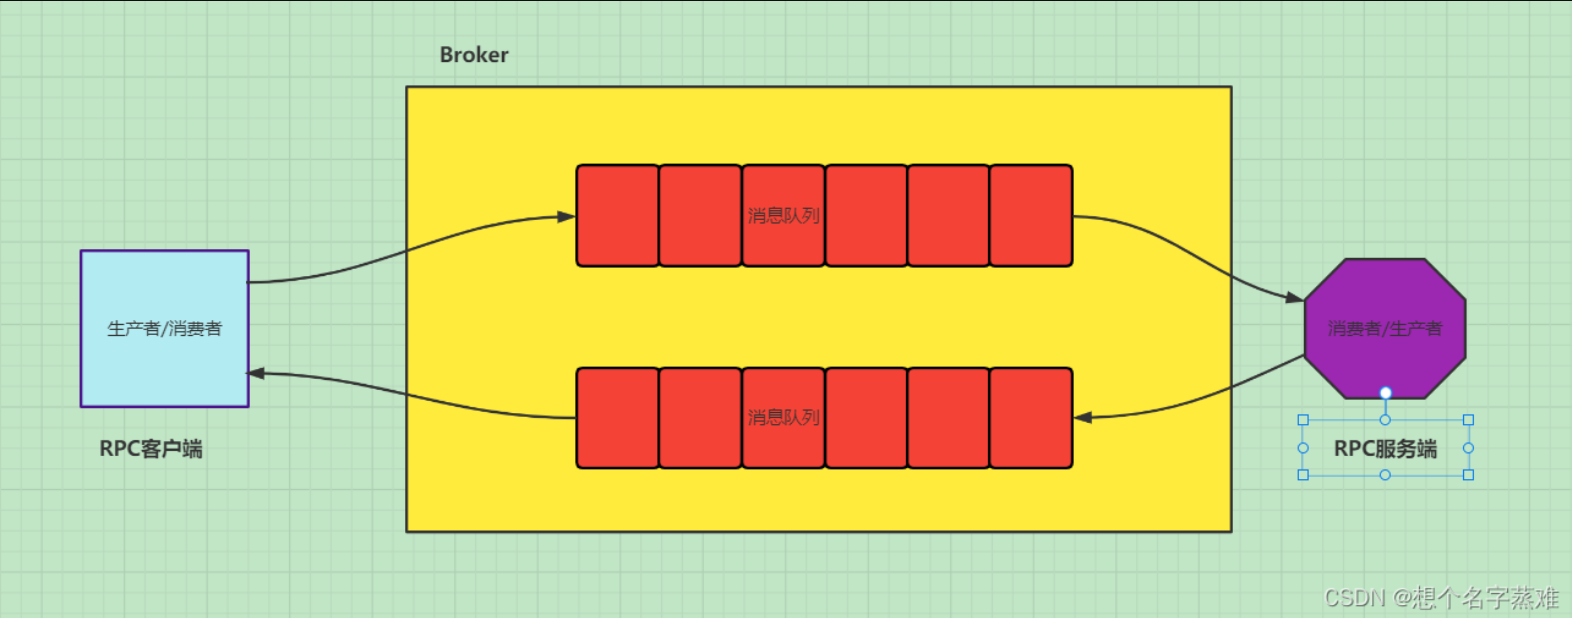 Broker
消息队列
生产者/消费者
消费者/生产者
消息队列
RPC客户端
RPC服务端
CSDN @想个名字蒸难